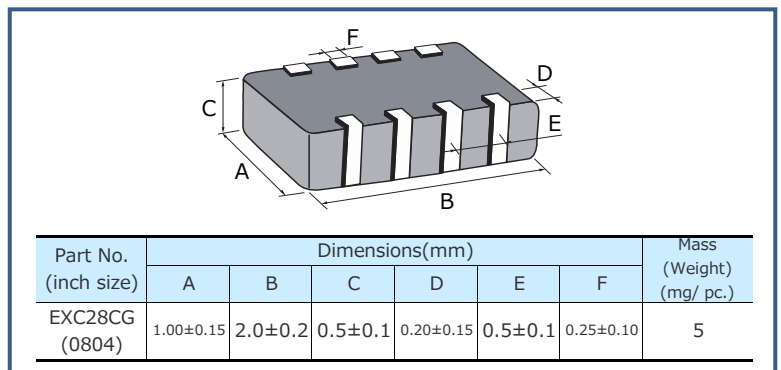 F
D
C
E
A
B
Part No.
(inch size)
Dimensions(mm)
Mass
(Weight)
(mg/ pc.)
A B C D E F
EXC28CG
(0804)
1.00±0.15 2.0±0.2 0.5±0.1 0.20±0.15 0.5±0.1 0.25±0.10 5